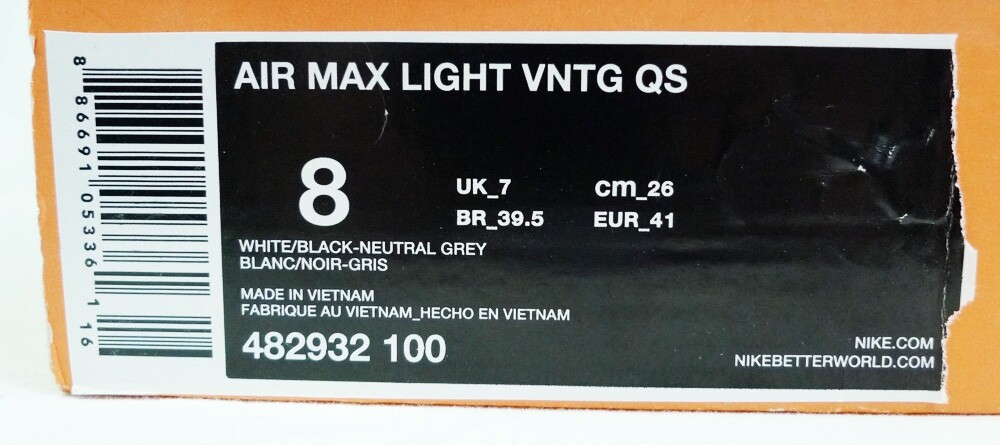 AIR MAX LIGHT VNTG QS
8
UK_7 cm_26
BR_39.5 EUR_41
WHITE/BLACK-NEUTRAL GREY
BLANC/NOIR-GRIS
MADE IN VIETNAM
FABRIQUE AU VIETNAM_HECHO EN VIETNAM
482932 100
NIKE.COM
NIKEBETTERWORLD.COM
8 86691 05336 1 16